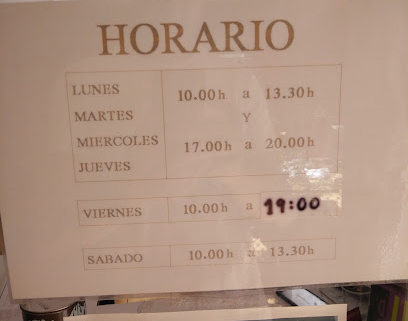 HORARIO
LUNES 10.00h a 13.30h
MARTES Y
MIERCOLES 17.00h a 20.00h
JUEVES
VIERNES 10.00h a 19:00
SABADO 10.00h a 13.30h